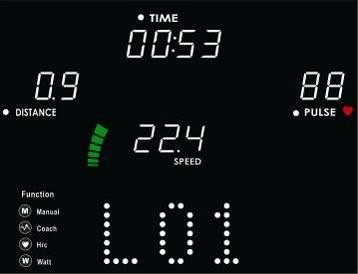 TIME
00:53
0.9
DISTANCE
88
PULSE
22.4
SPEED
Function
M Manual
Coach
Hrc
W Watt
L01